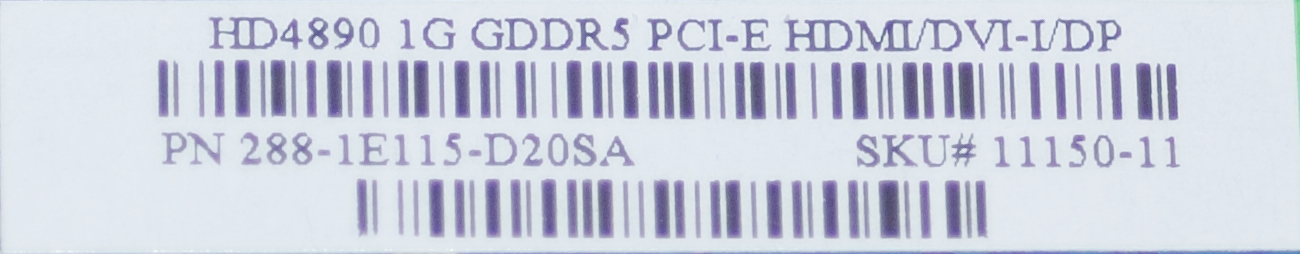 HD4890 1G GDDR5 PCI-E HDMI/DVI-I/DP
PN 288-1E115-D20SA SKU# 11150-11